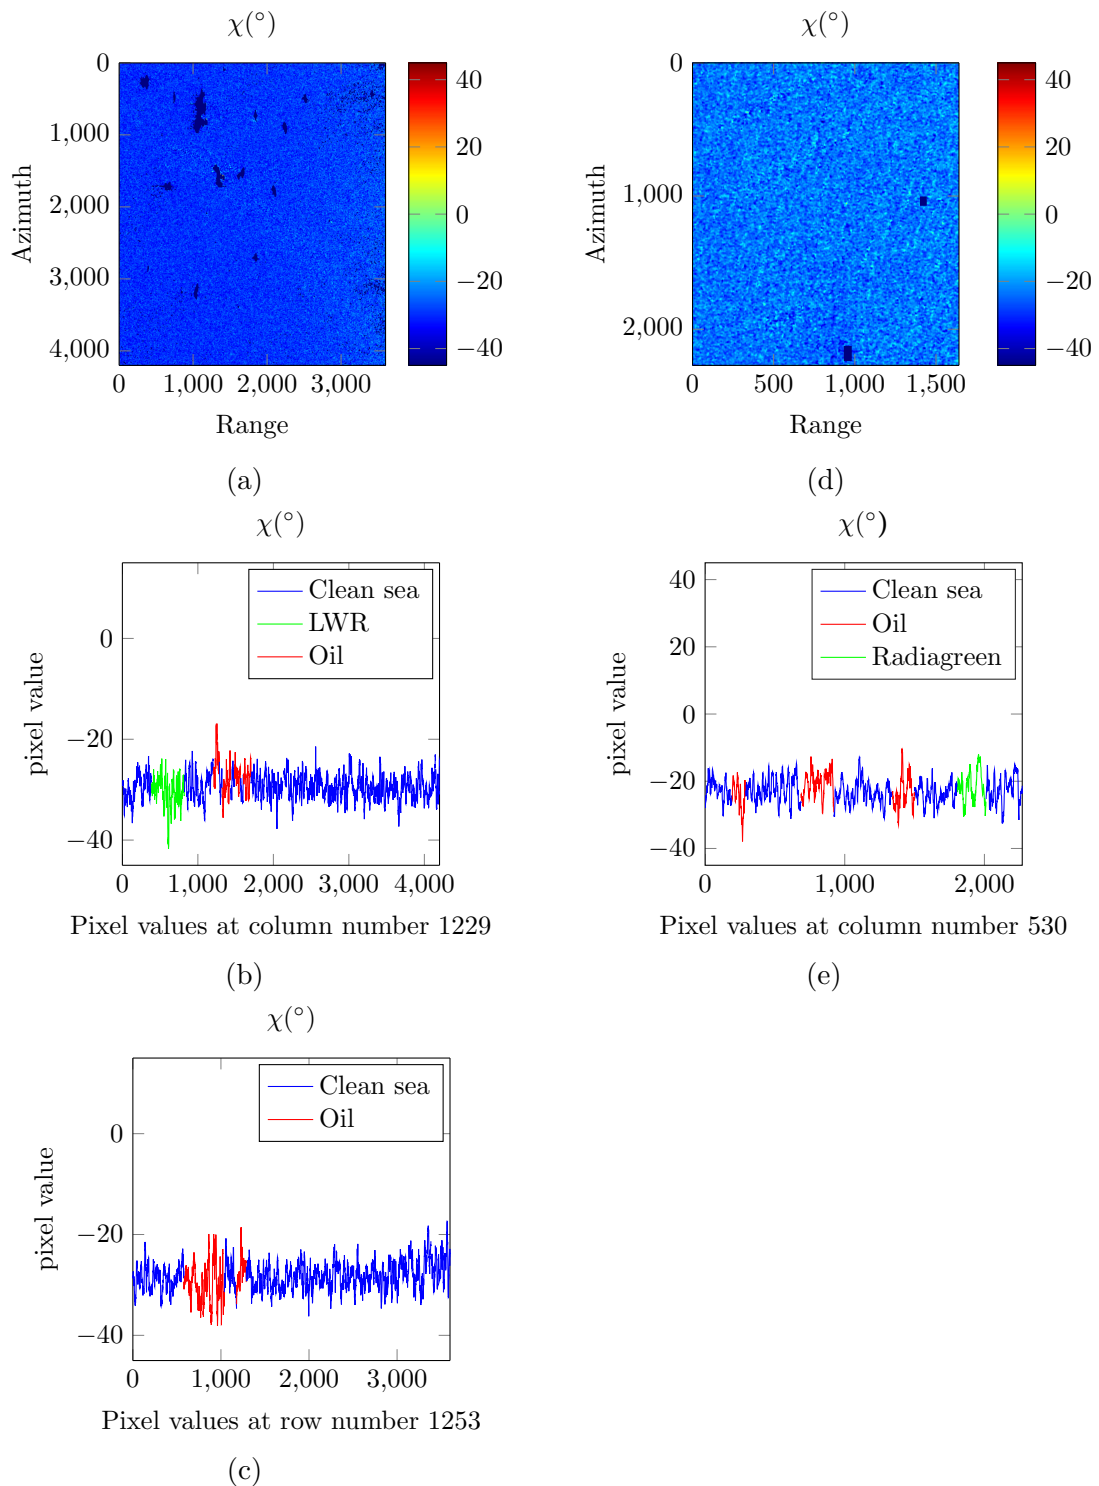 χ(°)
0
1,000
2,000
3,000
4,000
Azimuth
0 1,000 2,000 3,000
Range
40
20
0
−20
−40
(a)
χ(°)
0
1,000
2,000
Azimuth
0 500 1,000 1,500
Range
40
20
0
−20
−40
(d)
χ(°)
Clean sea
LWR
Oil
0
−20
−40
pixel value
0 1,000 2,000 3,000 4,000
Pixel values at column number 1229
(b)
χ(°)
Clean sea
Oil
Radiagreen
40
20
0
−20
−40
pixel value
0 1,000 2,000
Pixel values at column number 530
(e)
χ(°)
Clean sea
Oil
0
−20
−40
pixel value
0 1,000 2,000 3,000
Pixel values at row number 1253
(c)